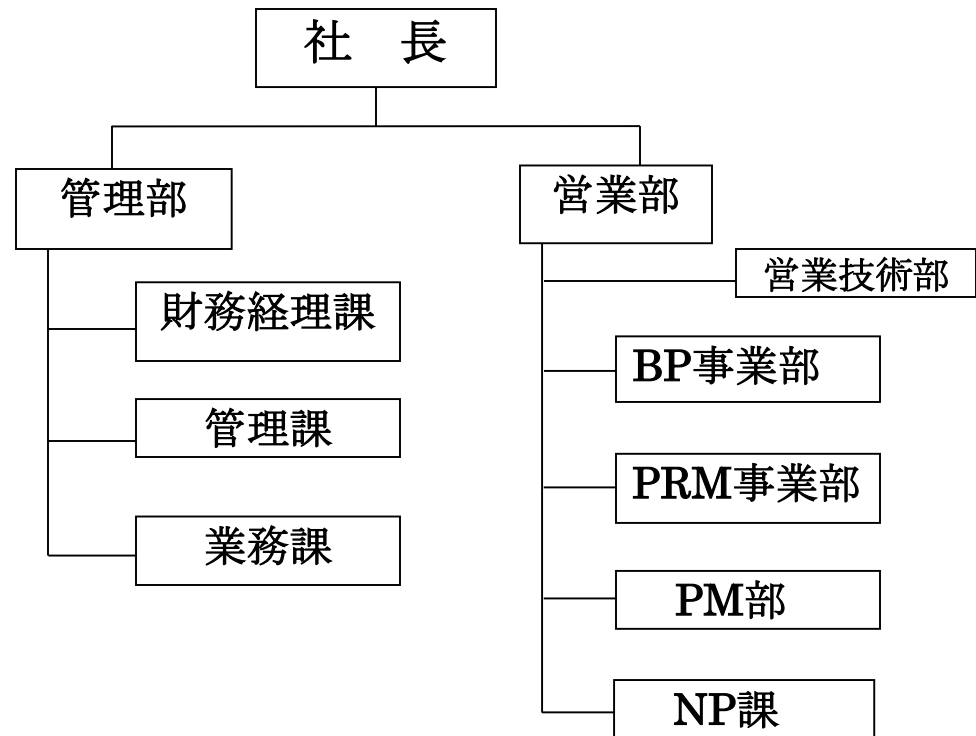 社　長
管理部
財務経理課
管理課
業務課
営業部
営業技術部
BP事業部
PRM事業部
PM部
NP課